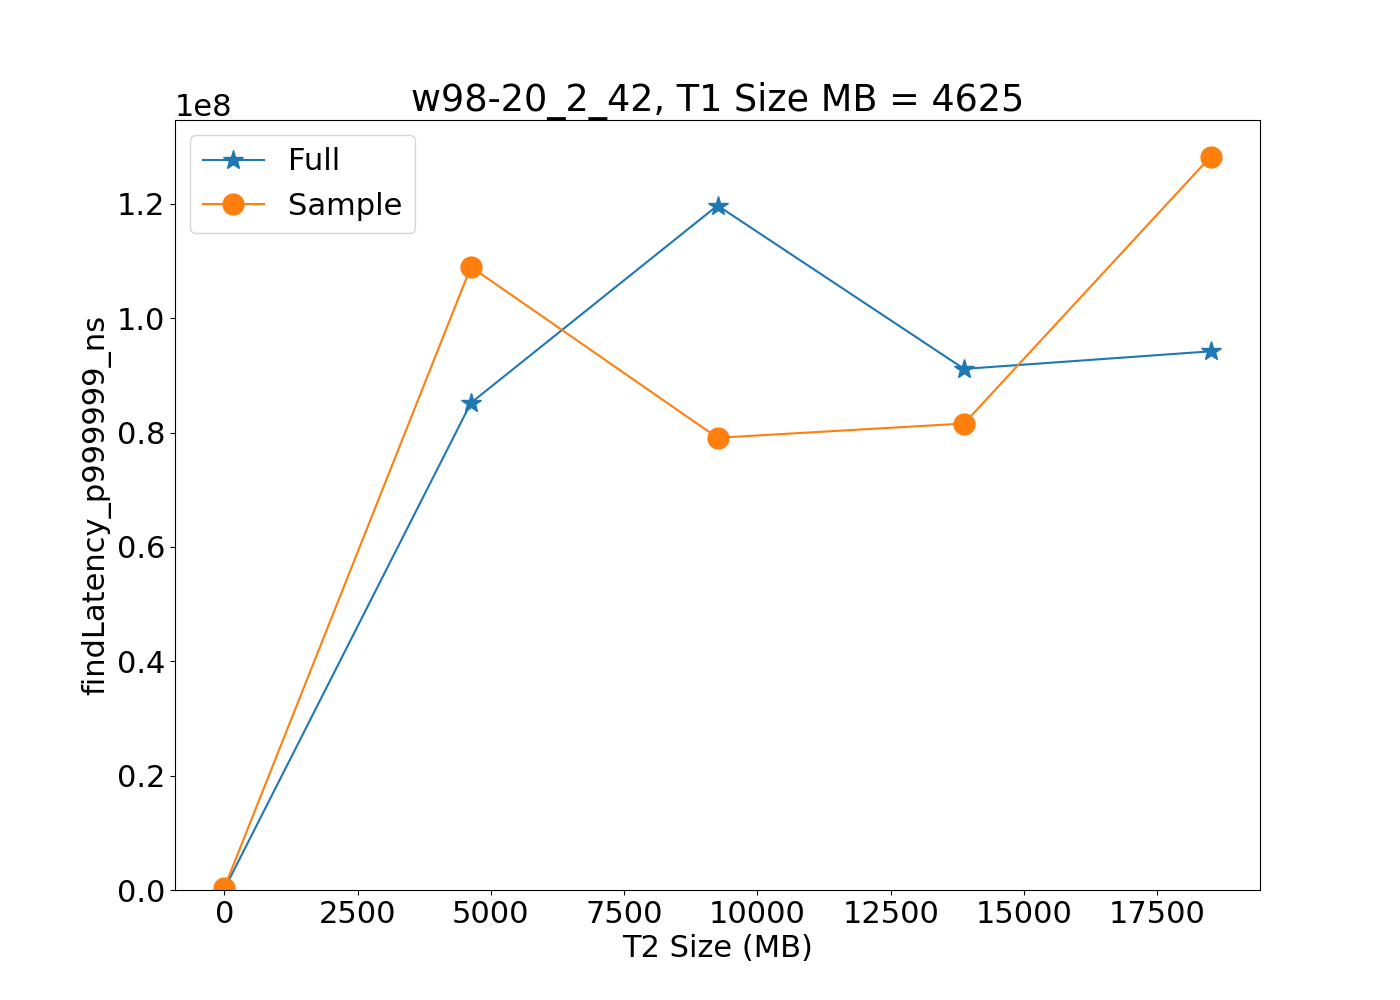 w98-20_2_42, T1 Size MB = 4625
1e8
Full
Sample
1.2
1.0
0.8
0.6
0.4
0.2
0.0
findLatency_p999999_ns
0 2500 5000 7500 10000 12500 15000 17500
T2 Size (MB)